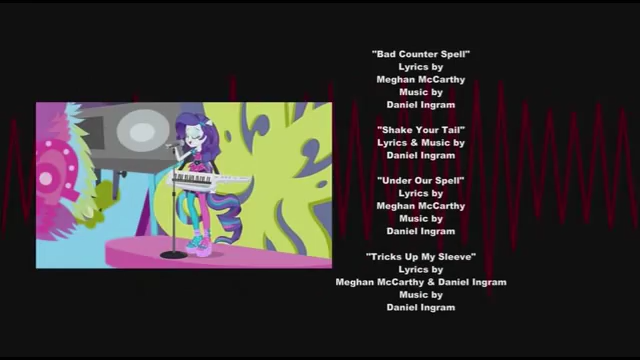 "Bad Counter Spell"
Lyrics by
Meghan McCarthy
Music by
Daniel Ingram
"Shake Your Tail"
Lyrics & Music by
Daniel Ingram
"Under Our Spell"
Lyrics by
Meghan McCarthy
Music by
Daniel Ingram
"Tricks Up My Sleeve"
Lyrics by
Meghan McCarthy & Daniel Ingram
Music by
Daniel Ingram